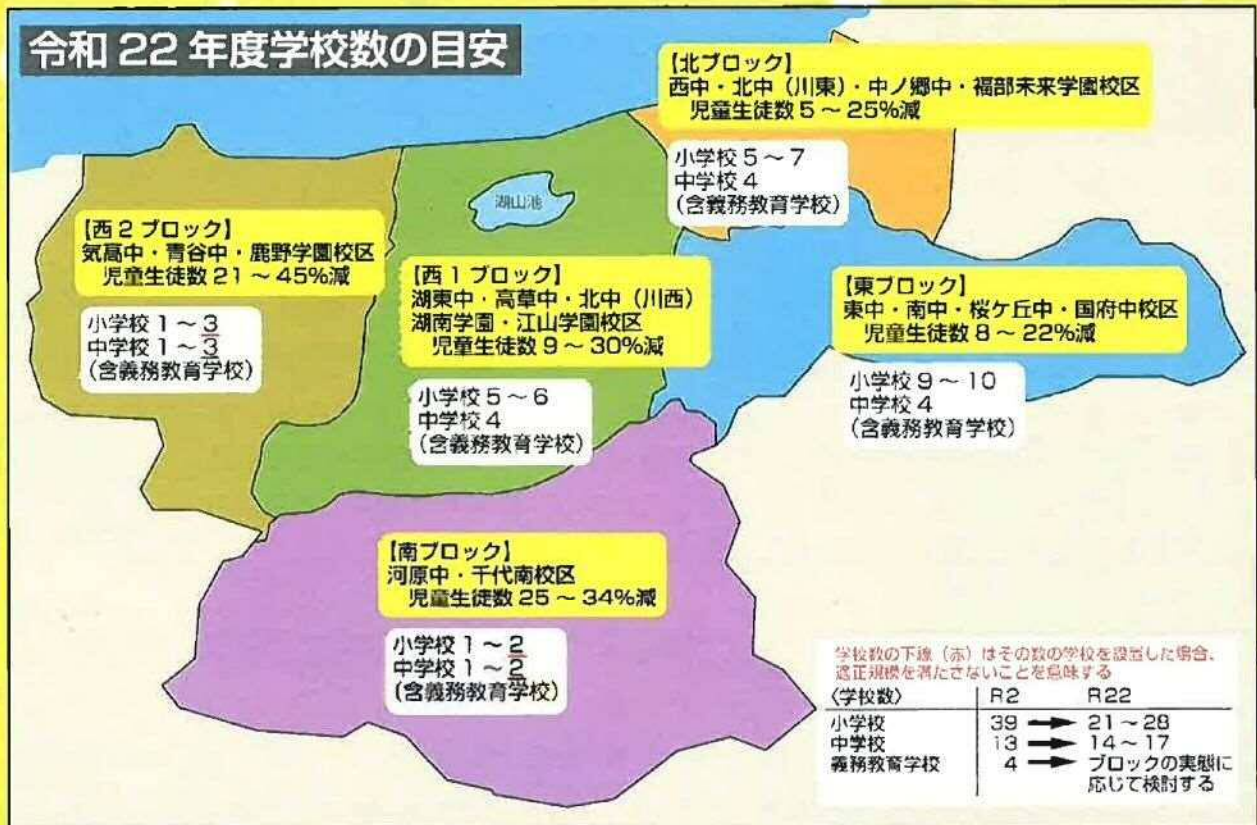 令和 22 年度学校数の目安
【北ブロック】
西中・北中（川東）・中ノ郷中・福部未来学園校区
児童生徒数 5 ～ 25%減
小学校 5 ～ 7
中学校 4
(含義務教育学校)
湖山池
【西 2 ブロック】
気高中・青谷中・鹿野学園校区
児童生徒数 21 ～ 45%減
小学校 1 ～ 3
中学校 1 ～ 3
(含義務教育学校)
【西 1 ブロック】
湖東中・高草中・北中（川西）
湖南学園・江山学園校区
児童生徒数 9 ～ 30%減
小学校 5 ～ 6
中学校 4
(含義務教育学校)
【東ブロック】
東中・南中・桜ケ丘中・国府中校区
児童生徒数 8 ～ 22%減
小学校 9 ～ 10
中学校 4
(含義務教育学校)
【南ブロック】
河原中・千代南校区
児童生徒数 25 ～ 34%減
小学校 1 ～ 2
中学校 1 ～ 2
(含義務教育学校)
学校数の下線（赤）はその数の学校を設置した場合、
適正規模を満たさないことを意味する
〈学校数〉 R2 R22
小学校 39 ➡ 21 ～ 28
中学校 13 ➡ 14 ～ 17
義務教育学校 4 ➡ ブロックの実態に
応じて検討する